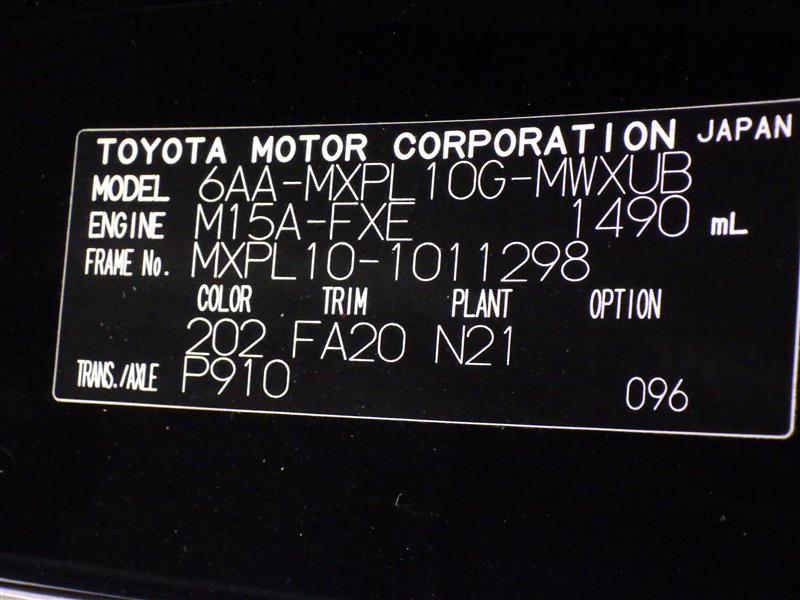 TOYOTA MOTOR CORPORATION JAPAN
MODEL 6AA-MXPL10G-MWXUB
ENGINE M15A-FXE 1490 mL
FRAME No. MXPL10-1011298
COLOR TRIM PLANT OPTION
202 FA20 N21
TRANS./AXLE P910 096